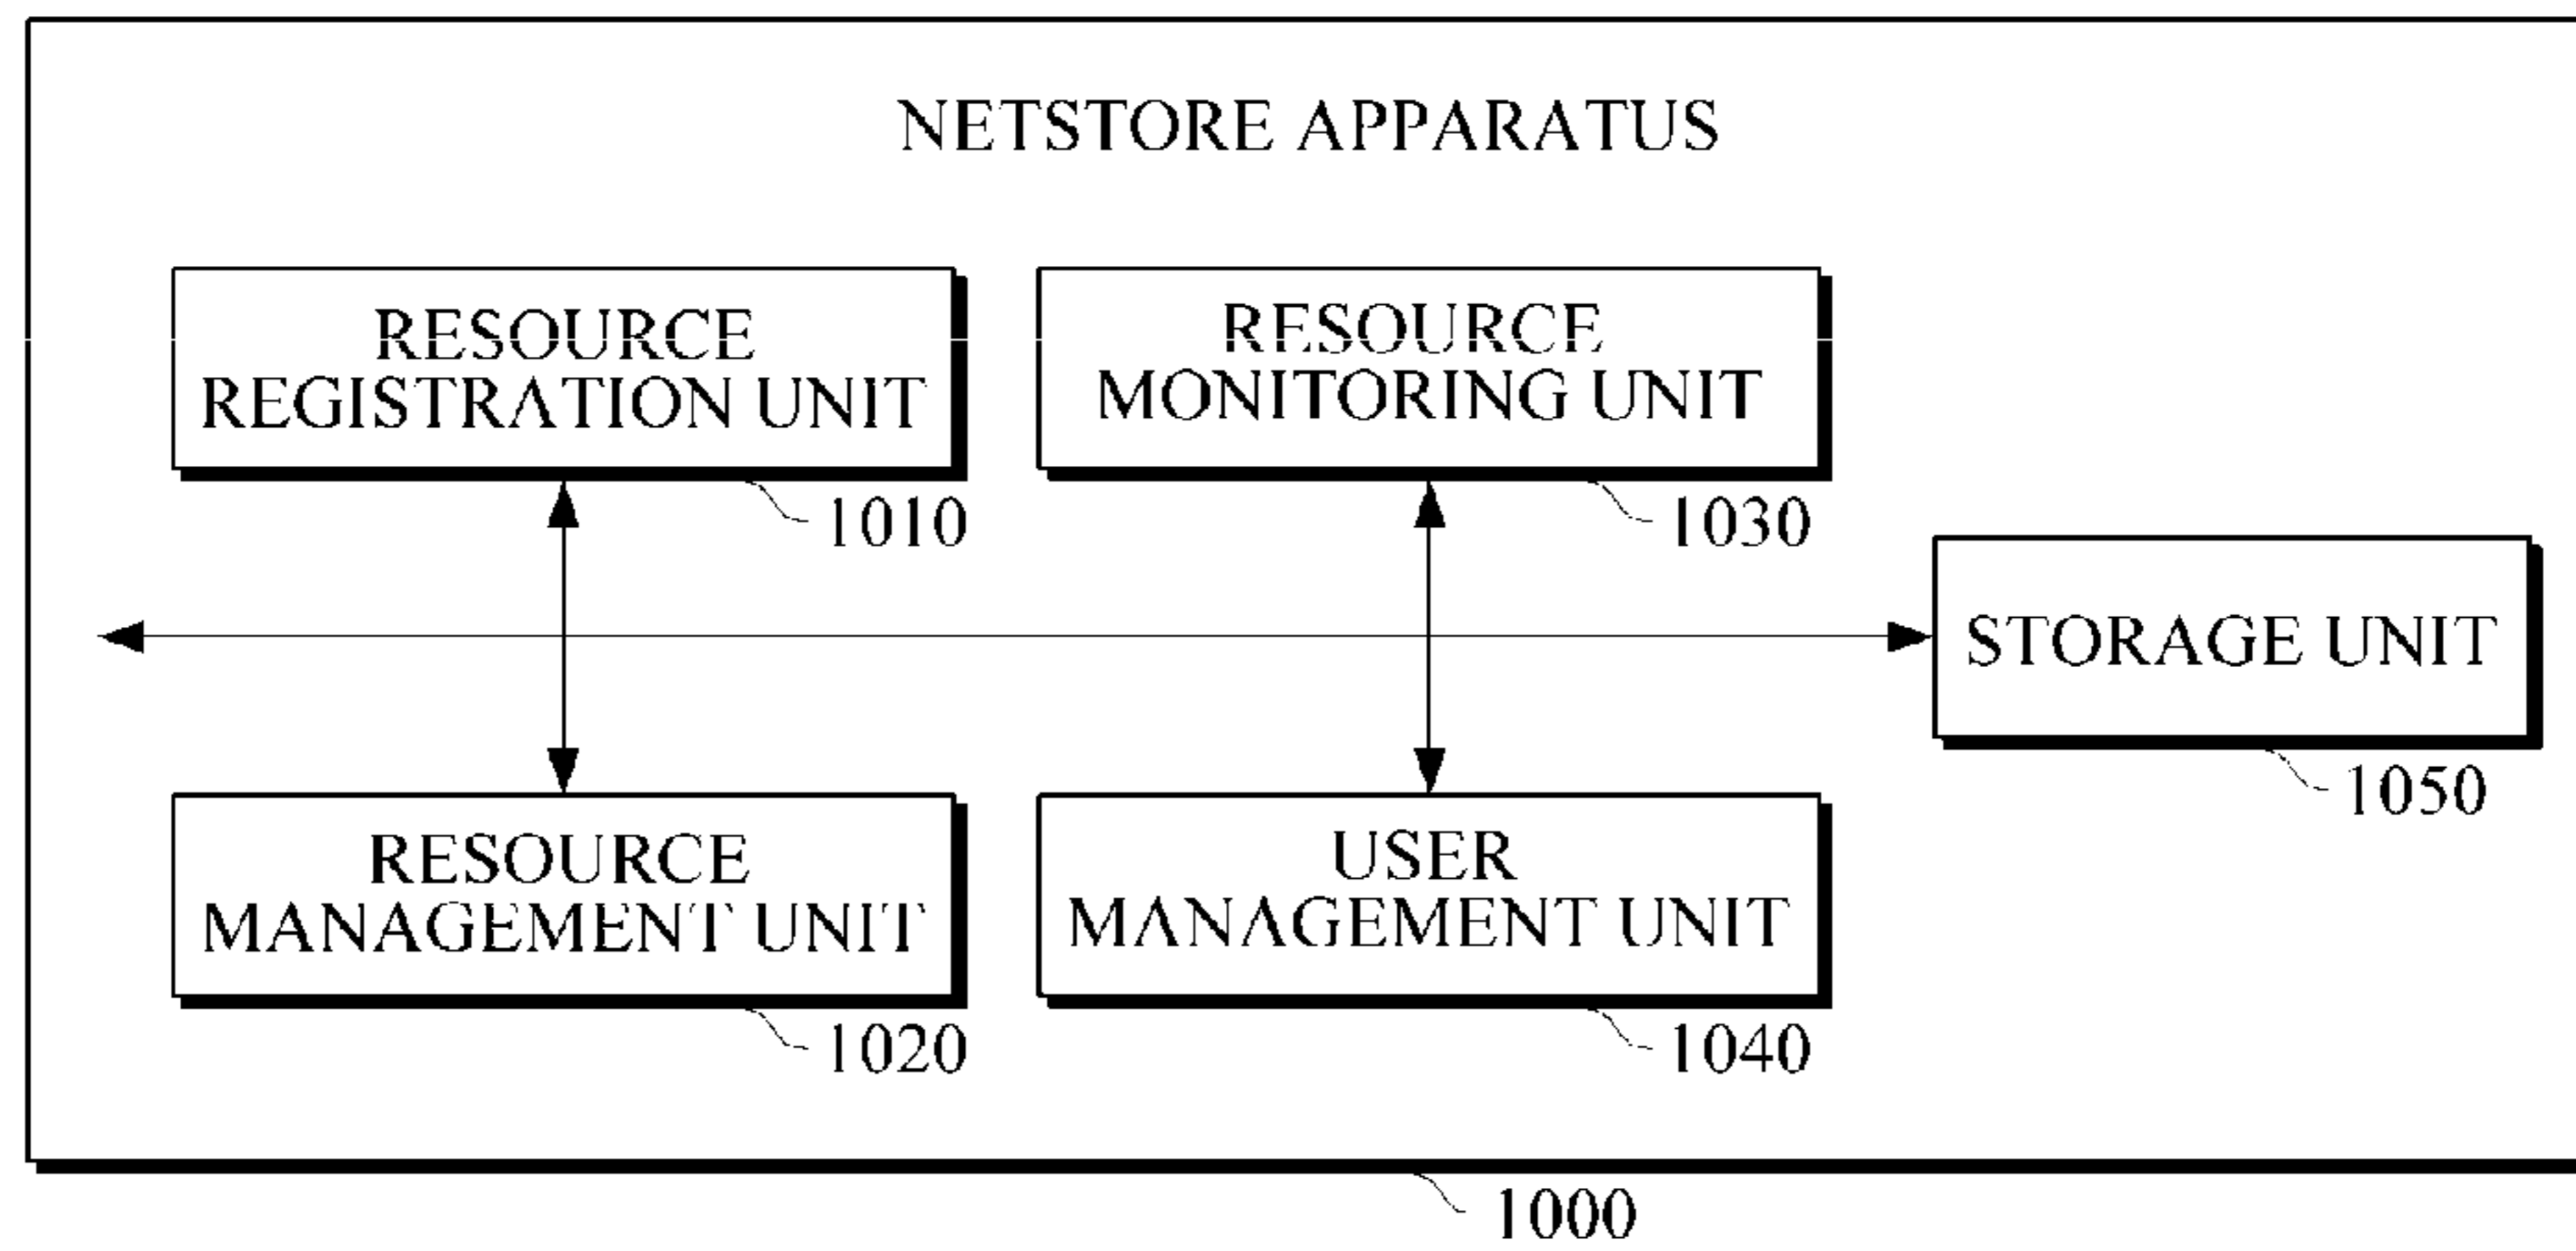 NETSTORE APPARATUS
RESOURCE
REGISTRATION UNIT
1010
RESOURCE
MONITORING UNIT
1030
STORAGE UNIT
1050
RESOURCE
MANAGEMENT UNIT
1020
USER
MANAGEMENT UNIT
1040
1000